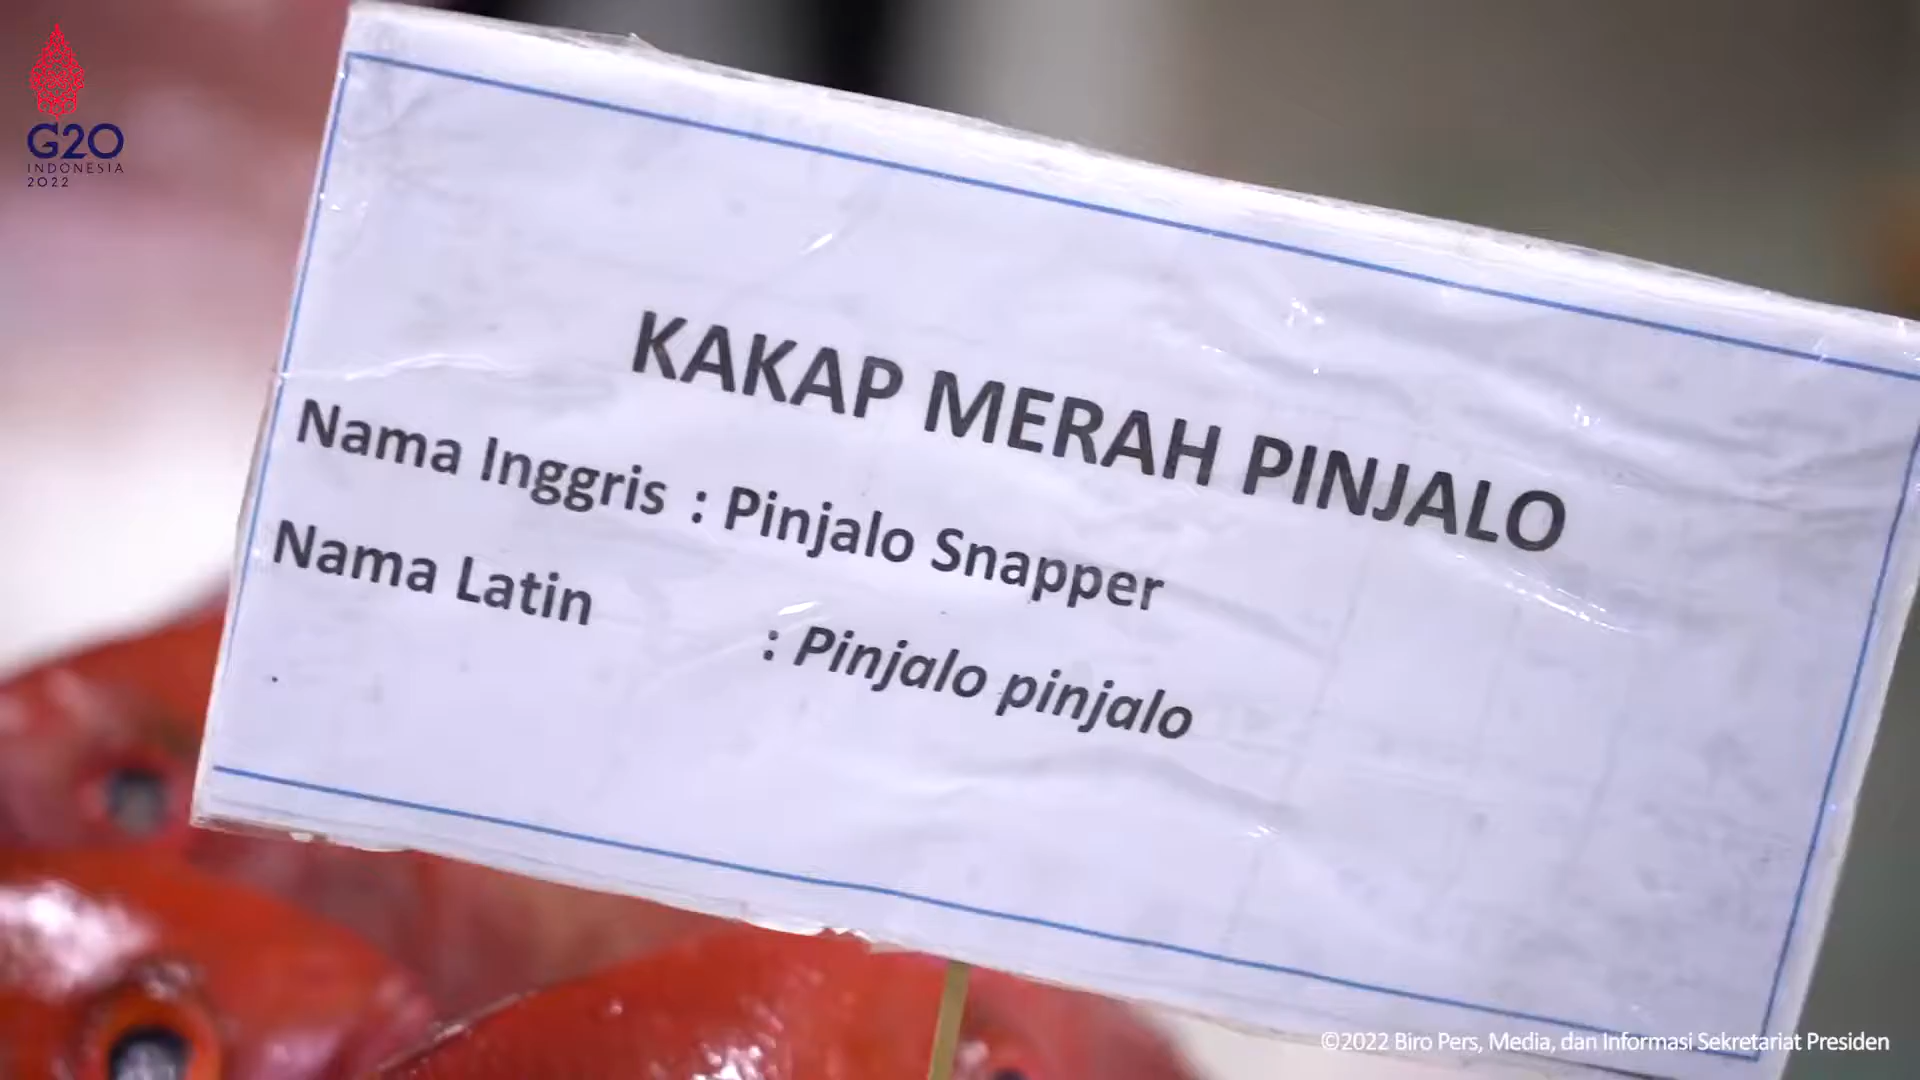 G20
INDONESIA
2022
KAKAP MERAH PINJALO
Nama Inggris : Pinjalo Snapper
Nama Latin : Pinjalo pinjalo
©2022 Biro Pers, Media, dan Informasi Sekretariat Presiden